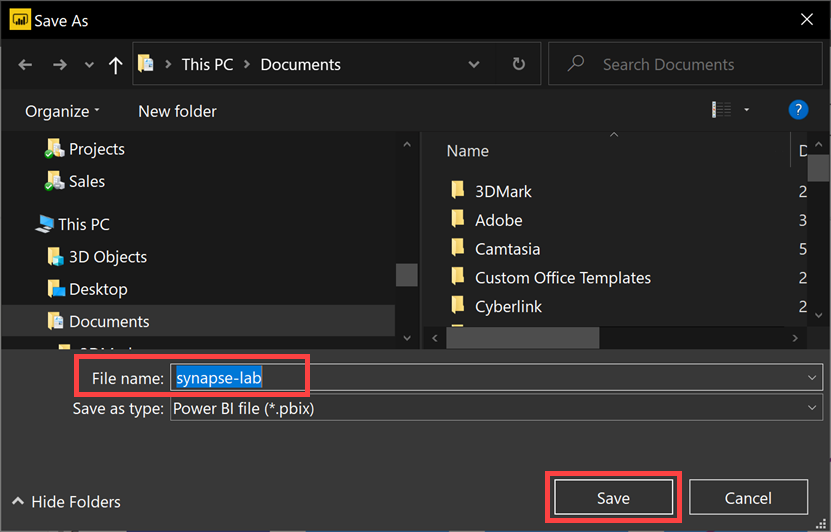 Save As
This PC > Documents
Search Documents
Organize
New folder
?
Projects
Sales
This PC
3D Objects
Desktop
Documents
Name
D
3DMark
2
Adobe
3
Camtasia
5
Custom Office Templates
2
Cyberlink
2
File name: synapse-lab
Save as type: Power BI file (*.pbix)
Hide Folders
Save
Cancel